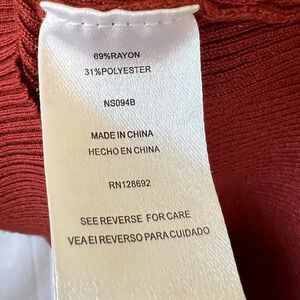 69%RAYON
31%POLYESTER
NS094B
MADE IN CHINA
HECHO EN CHINA
RN128692
SEE REVERSE FOR CARE
VEA EI REVERSO PARA CUIDADO